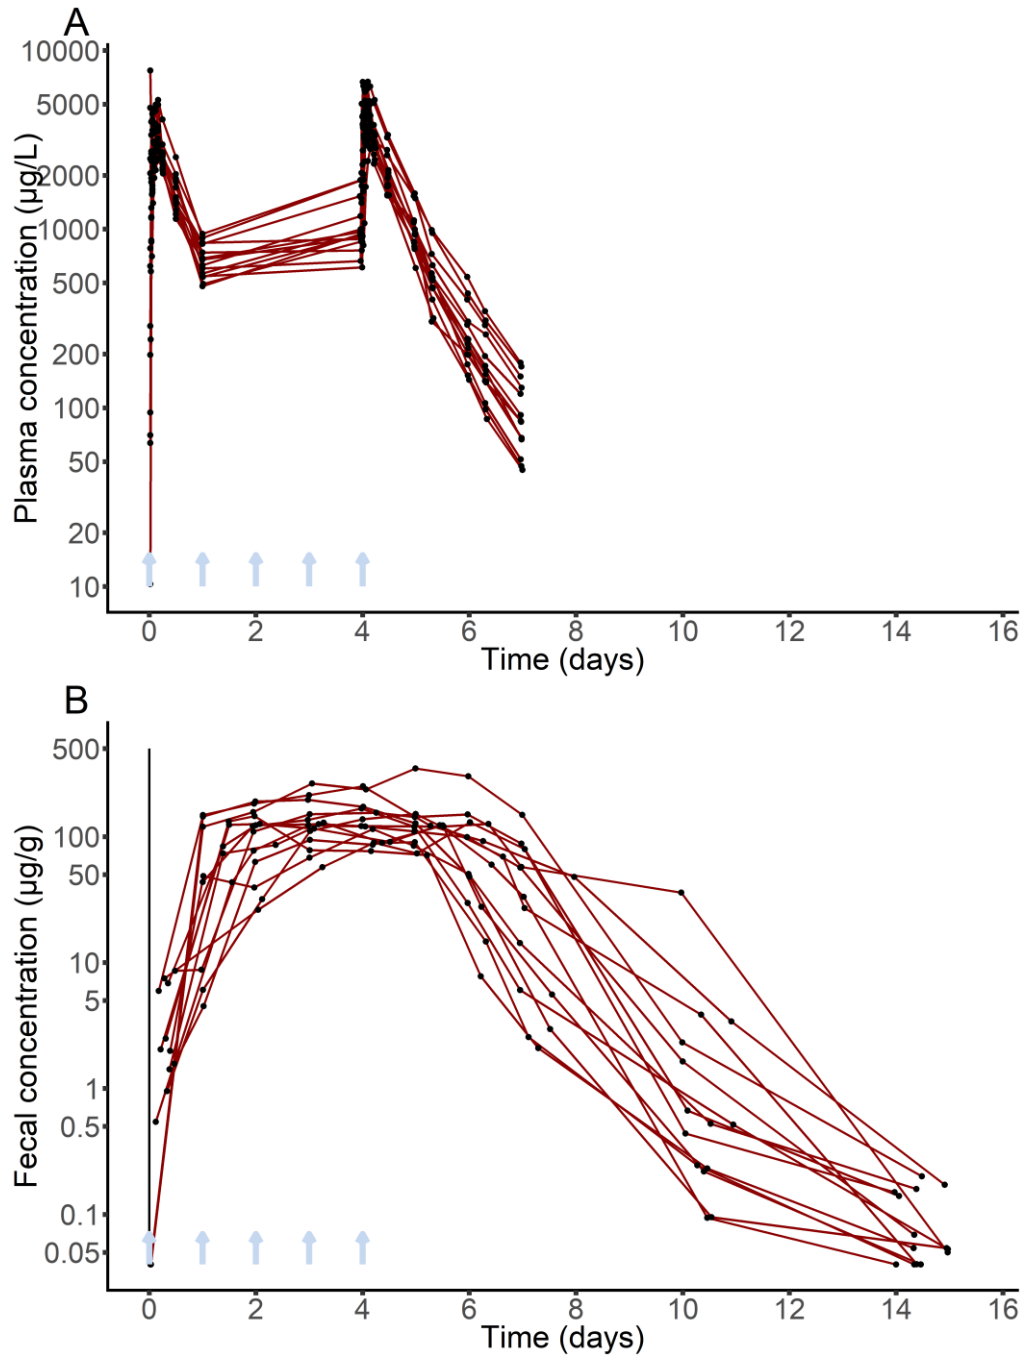 A
Plasma concentration (µg/L)
10000
5000
2000
1000
500
200
100
50
20
10
0 2 4 6 8 10 12 14 16
Time (days)
B
Fecal concentration (µg/g)
500
100
50
10
5
1
0.5
0.1
0.05
0 2 4 6 8 10 12 14 16
Time (days)